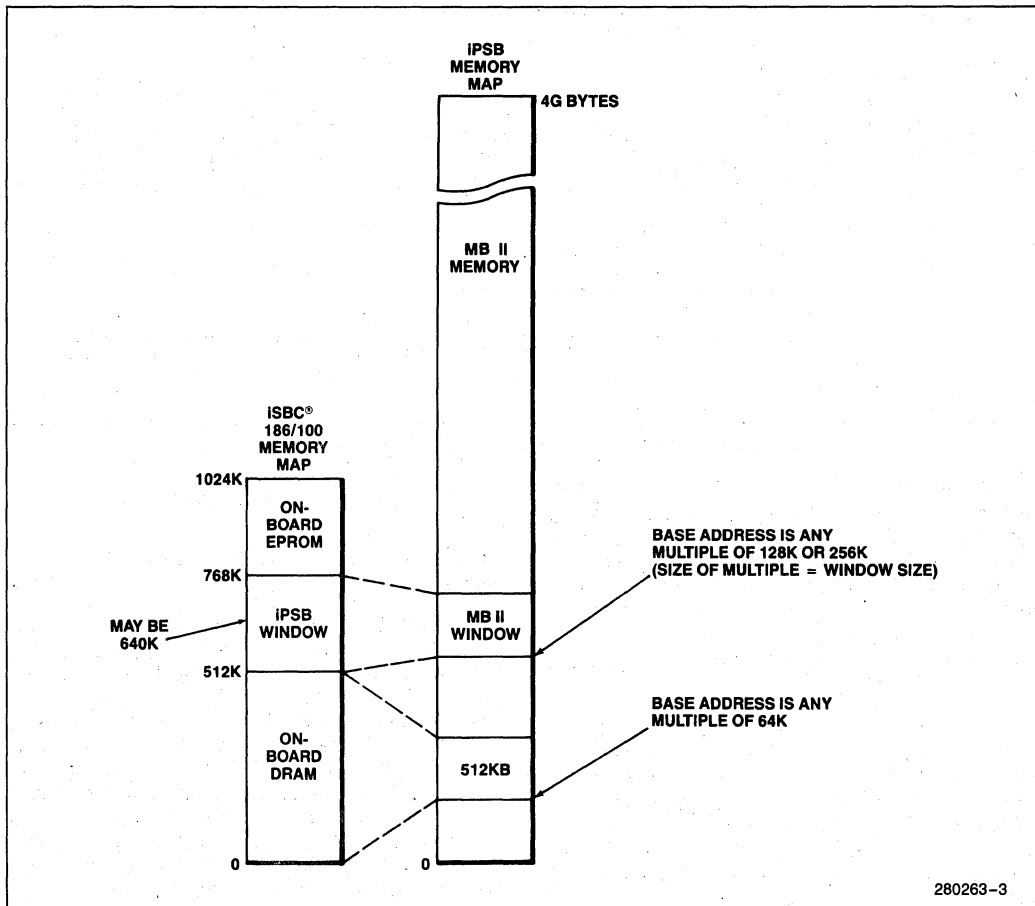 iPSB
MEMORY
MAP
4G BYTES
MB II
MEMORY
iSBC®
186/100
MEMORY
MAP
1024K
ON-
BOARD
EPROM
768K
iPSB
WINDOW
MAY BE
640K
512K
ON-
BOARD
DRAM
0
MB II
WINDOW
512KB
0
BASE ADDRESS IS ANY
MULTIPLE OF 128K OR 256K
(SIZE OF MULTIPLE = WINDOW SIZE)
BASE ADDRESS IS ANY
MULTIPLE OF 64K
280263-3